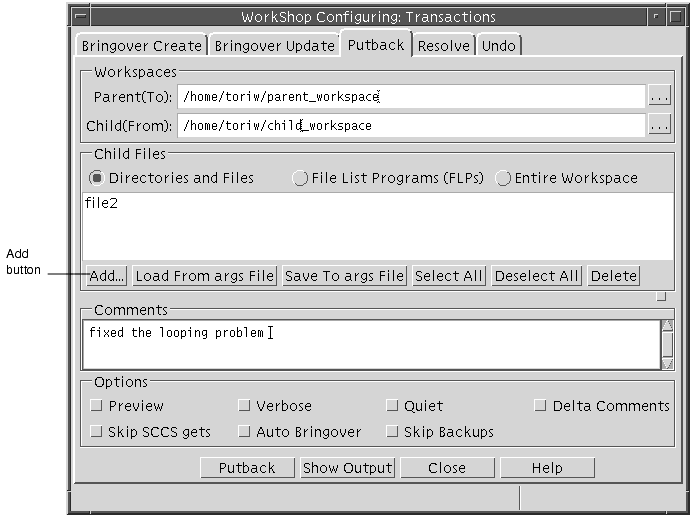 WorkShop Configuring: Transactions
Bringover Create Bringover Update Putback Resolve Undo
Workspaces
Parent(To): /home/toriw/parent_workspace ...
Child(From): /home/toriw/child_workspace ...
Child Files
Directories and Files File List Programs (FLPs) Entire Workspace
file2
Add button
Add... Load From args File Save To args File Select All Deselect All Delete
Comments
fixed the looping problem
Options
Preview Verbose Quiet Delta Comments
Skip SCCS gets Auto Bringover Skip Backups
Putback Show Output Close Help